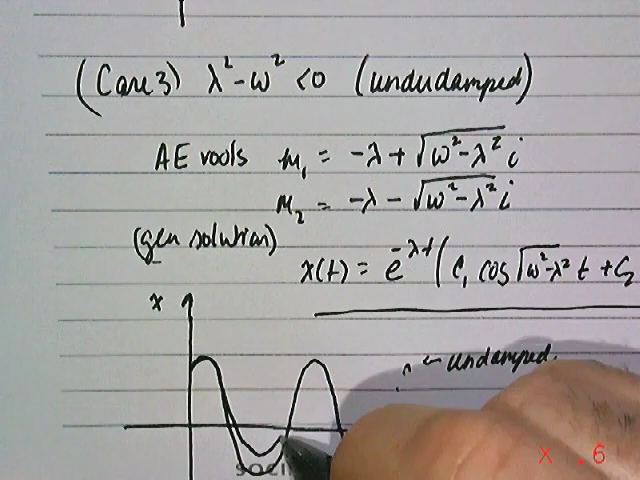 (Case 3) λ² - ω² < 0 (underdamped)
AE roots m₁ = -λ + √(ω² - λ²) i
m₂ = -λ - √(ω² - λ²) i
(gen solution)
x(t) = e^(-λt) (c₁ cos √(ω² - λ²) t + c₂
x
← undamped.
x .6